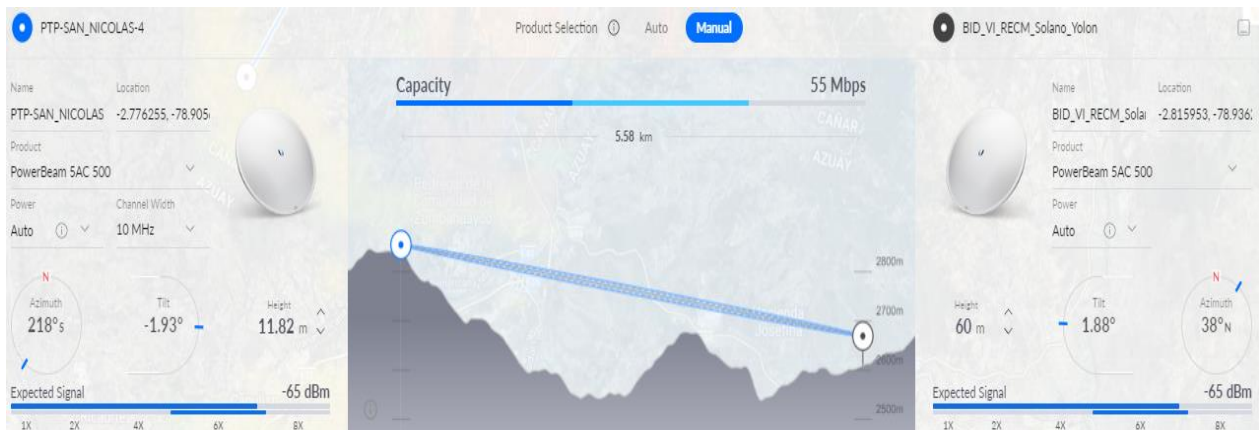 PTP-SAN_NICOLAS-4
Product Selection Auto Manual
BID_VI_RECM_Solano_Yolon
Name Location
PTP-SAN_NICOLAS -2.776255, -78.905
Product
PowerBeam 5AC 500
Power Channel Width
Auto 10 MHz
N
Azimuth Tilt Height
218°s -1.93° 11.82 m
Expected Signal -65 dBm
1X 2X 4X 6X 8X
Capacity 55 Mbps
5.58 km
CAÑAR
AZUAY
2800m
2700m
2600m
2500m
Name Location
BID_VI_RECM_Sola -2.815953, -78.936
Product
PowerBeam 5AC 500
Power
Auto
N
Height Tilt Azimuth
60 m 1.88° 38°N
Expected Signal -65 dBm
1X 2X 4X 6X 8X